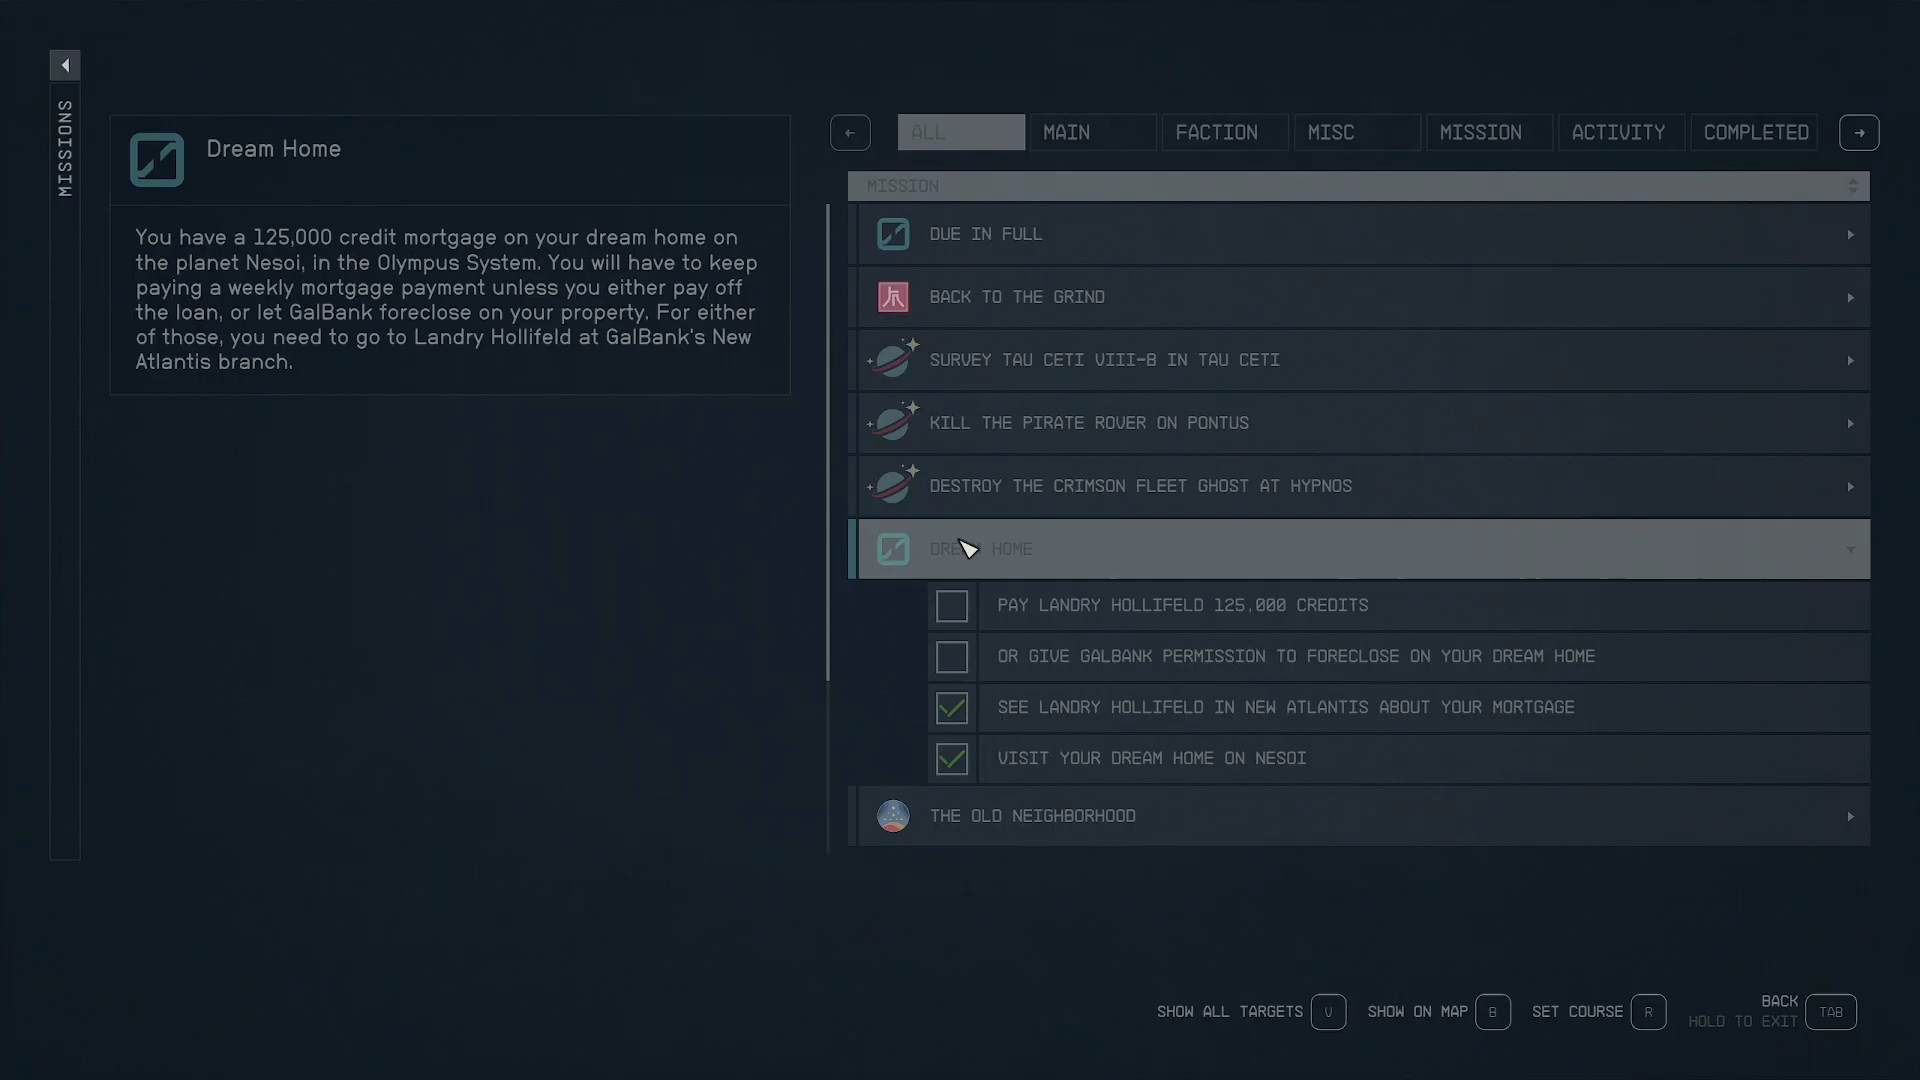 MISSIONS
Dream Home
You have a 125,000 credit mortgage on your dream home on
the planet Nesoi, in the Olympus System. You will have to keep
paying a weekly mortgage payment unless you either pay off
the loan, or let GalBank foreclose on your property. For either
of those, you need to go to Landry Hollifeld at GalBank's New
Atlantis branch.
ALL MAIN FACTION MISC MISSION ACTIVITY COMPLETED
MISSION
DUE IN FULL
BACK TO THE GRIND
SURVEY TAU CETI VIII-B IN TAU CETI
KILL THE PIRATE ROVER ON PONTUS
DESTROY THE CRIMSON FLEET GHOST AT HYPNOS
DREAM HOME
PAY LANDRY HOLLIFELD 125,000 CREDITS
OR GIVE GALBANK PERMISSION TO FORECLOSE ON YOUR DREAM HOME
SEE LANDRY HOLLIFELD IN NEW ATLANTIS ABOUT YOUR MORTGAGE
VISIT YOUR DREAM HOME ON NESOI
THE OLD NEIGHBORHOOD
SHOW ALL TARGETS V SHOW ON MAP B SET COURSE R BACK TAB
HOLD TO EXIT